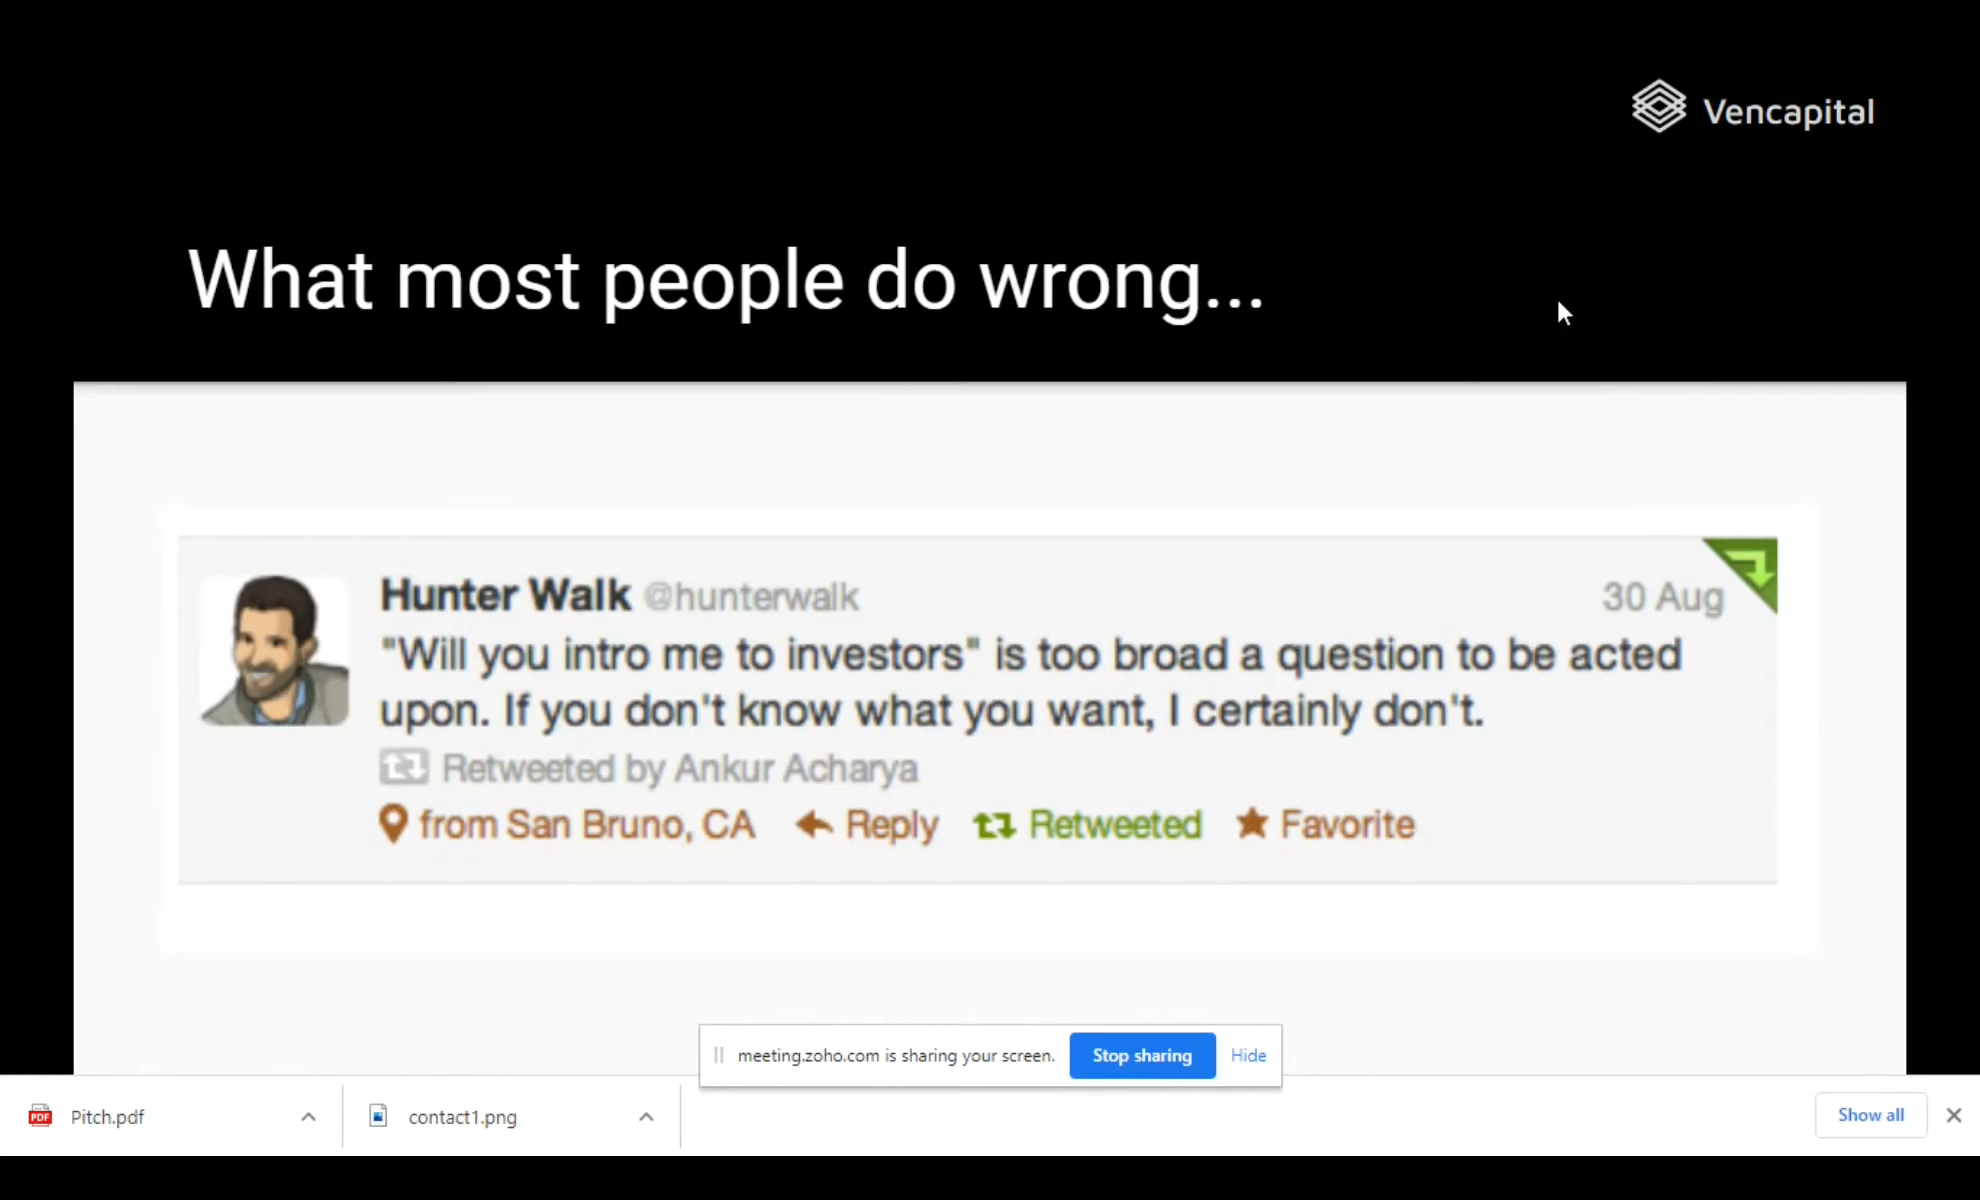 Vencapital
What most people do wrong...
Hunter Walk @hunterwalk 30 Aug
"Will you intro me to investors" is too broad a question to be acted
upon. If you don't know what you want, I certainly don't.
Retweeted by Ankur Acharya
from San Bruno, CA Reply Retweeted Favorite
meeting.zoho.com is sharing your screen. Stop sharing Hide
PDF Pitch.pdf contact1.png Show all